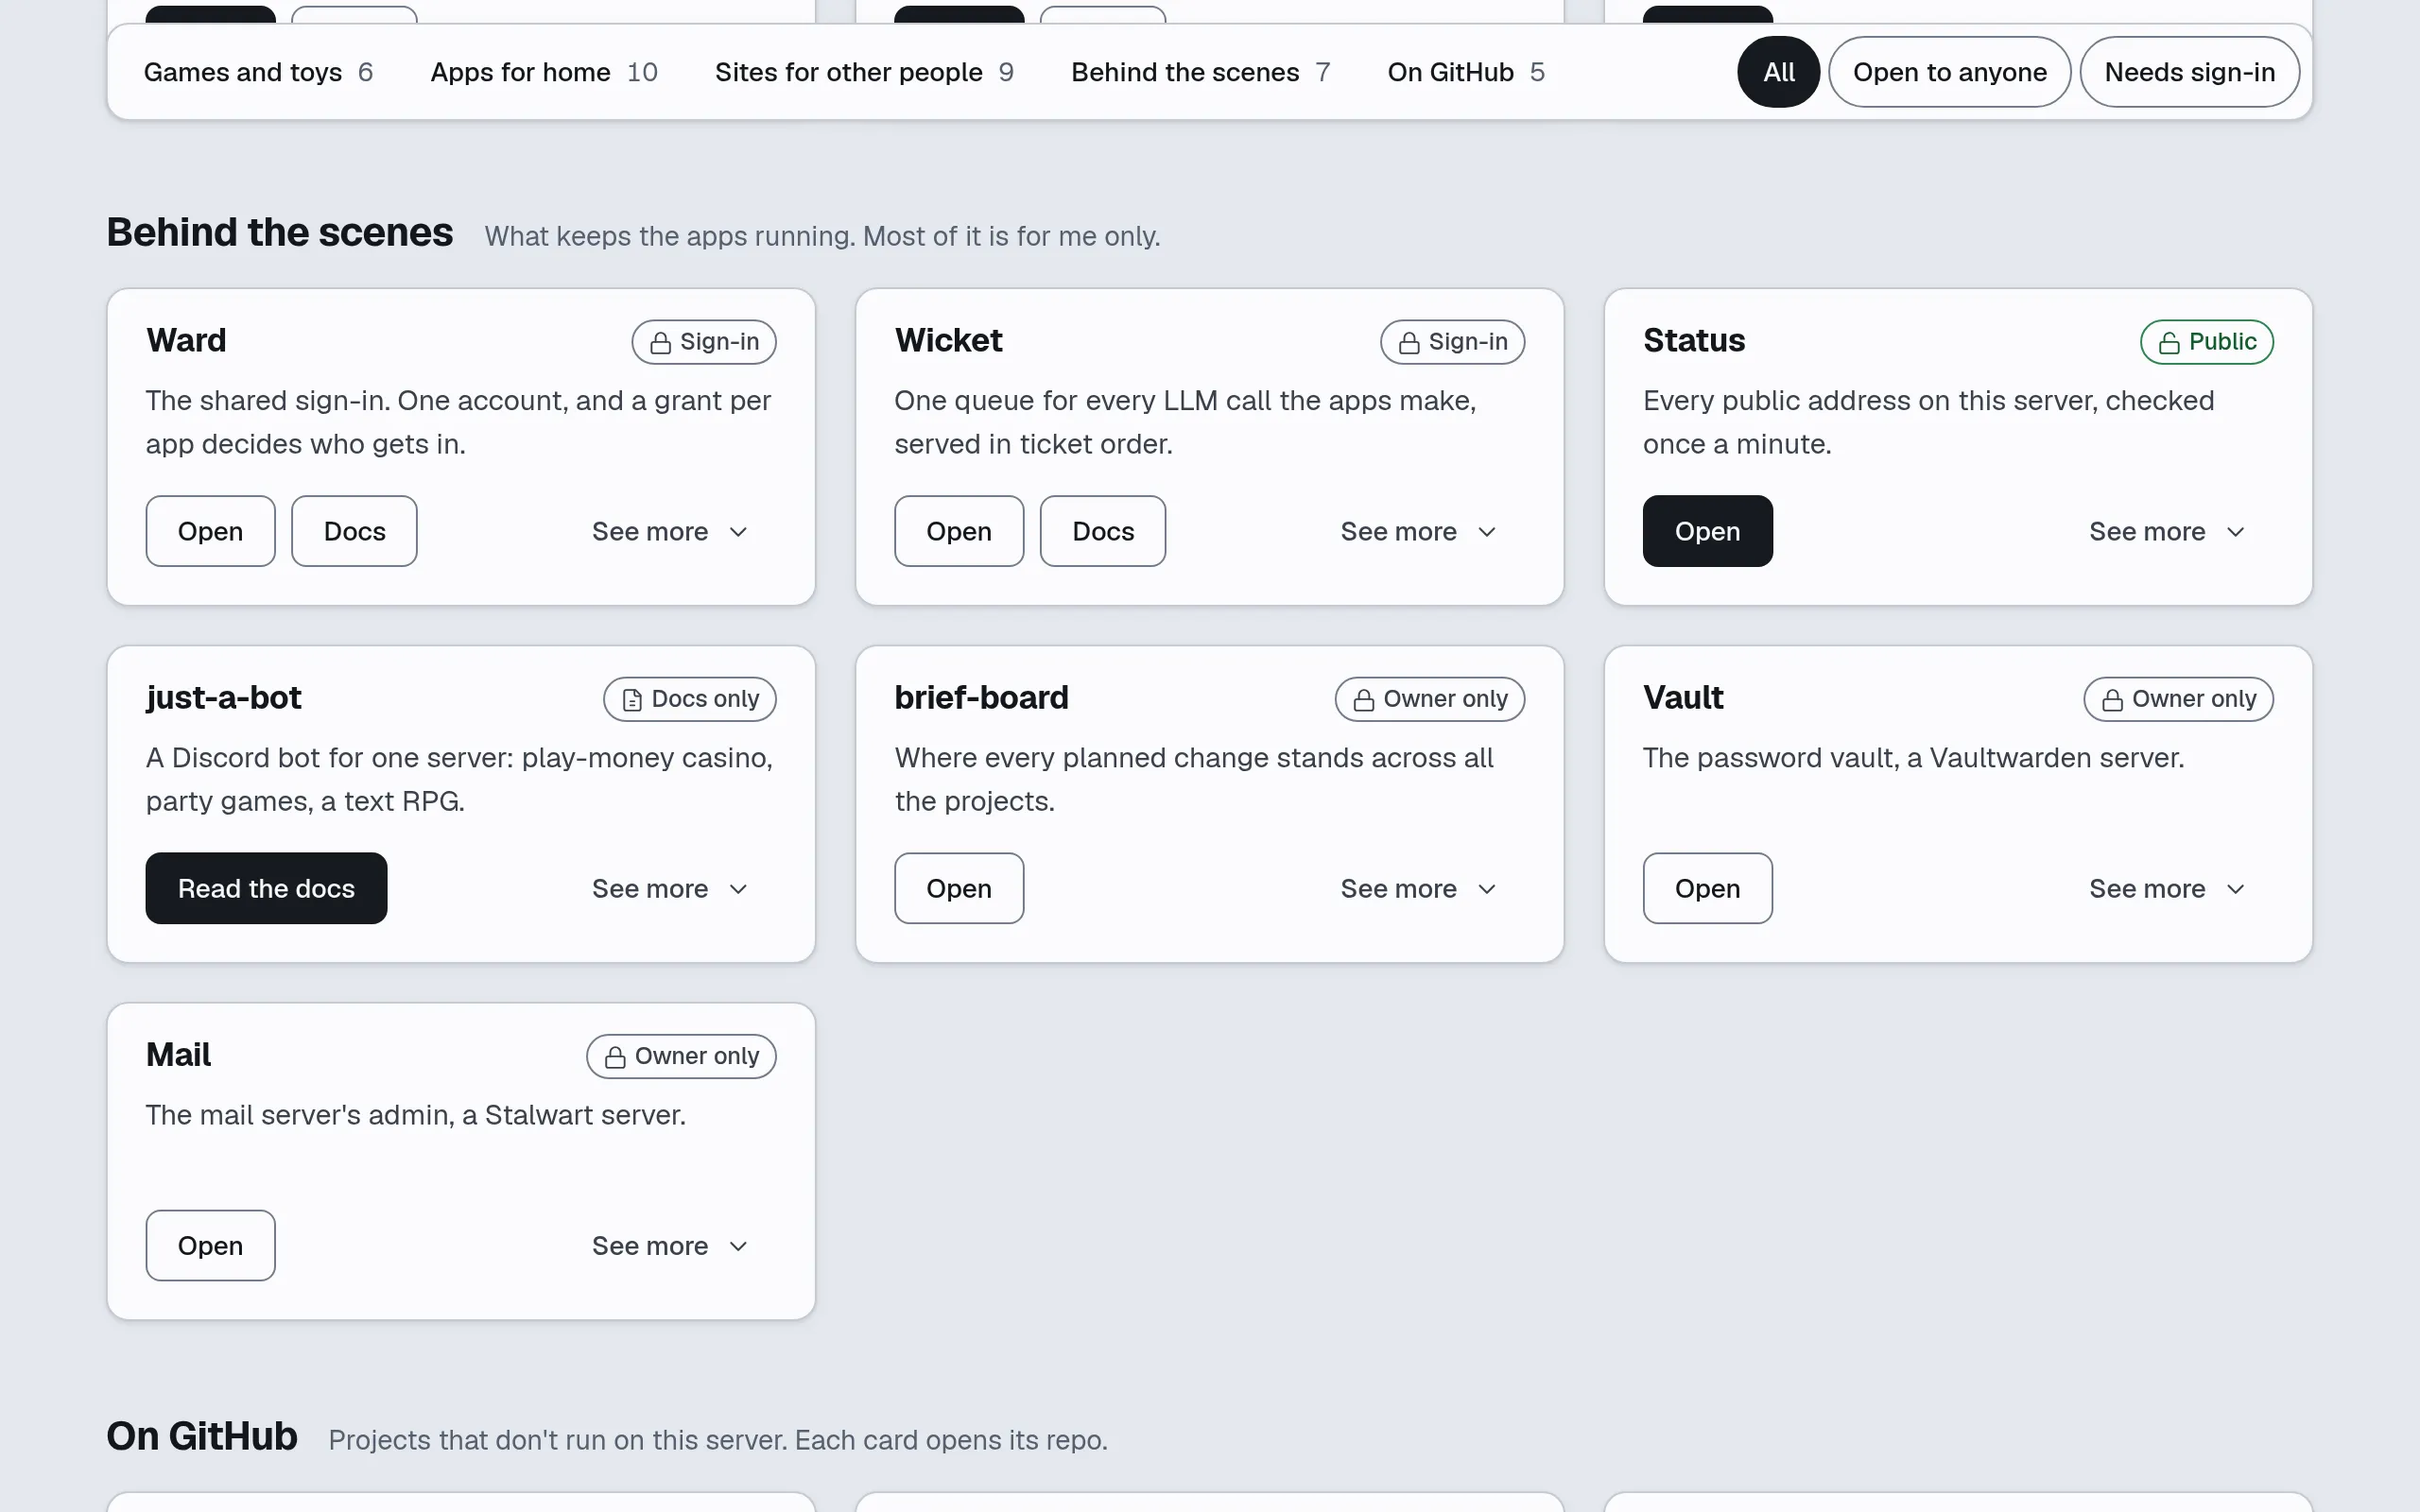 Games and toys 6 Apps for home 10 Sites for other people 9 Behind the scenes 7 On GitHub 5 All Open to anyone Needs sign-in
Behind the scenes What keeps the apps running. Most of it is for me only.
Ward Sign-in
The shared sign-in. One account, and a grant per
app decides who gets in.
Open Docs See more
Wicket Sign-in
One queue for every LLM call the apps make,
served in ticket order.
Open Docs See more
Status Public
Every public address on this server, checked
once a minute.
Open See more
just-a-bot Docs only
A Discord bot for one server: play-money casino,
party games, a text RPG.
Read the docs See more
brief-board Owner only
Where every planned change stands across all
the projects.
Open See more
Vault Owner only
The password vault, a Vaultwarden server.
Open See more
Mail Owner only
The mail server's admin, a Stalwart server.
Open See more
On GitHub Projects that don't run on this server. Each card opens its repo.